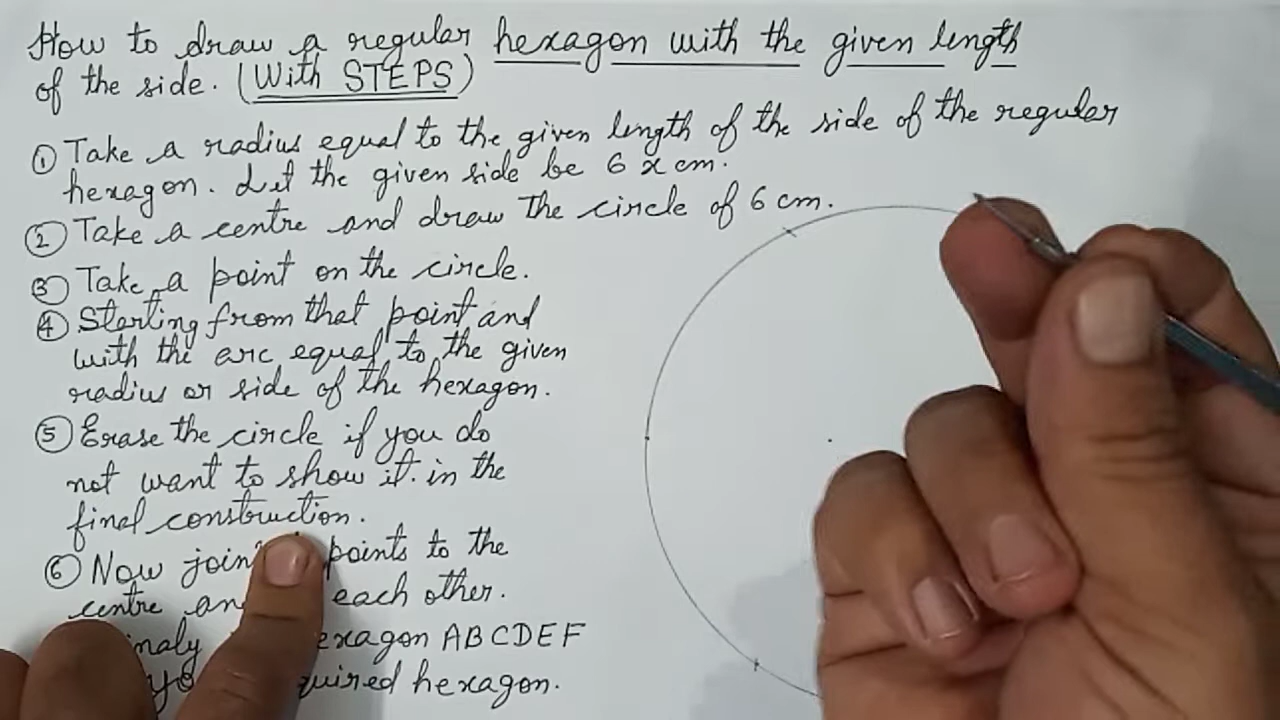 How to draw a regular hexagon with the given length
of the side. (With STEPS)
① Take a radius equal to the given length of the side of the regular
hexagon. Let the given side be 6 x cm.
② Take a centre and draw the circle of 6 cm.
③ Take a point on the circle.
④ Starting from that point and
with the arc equal to the given
radius or side of the hexagon.
⑤ Erase the circle if you do
not want to show it in the
final construction.
⑥ Now join points to the
centre each other.
hexagon ABCDEF
hexagon.